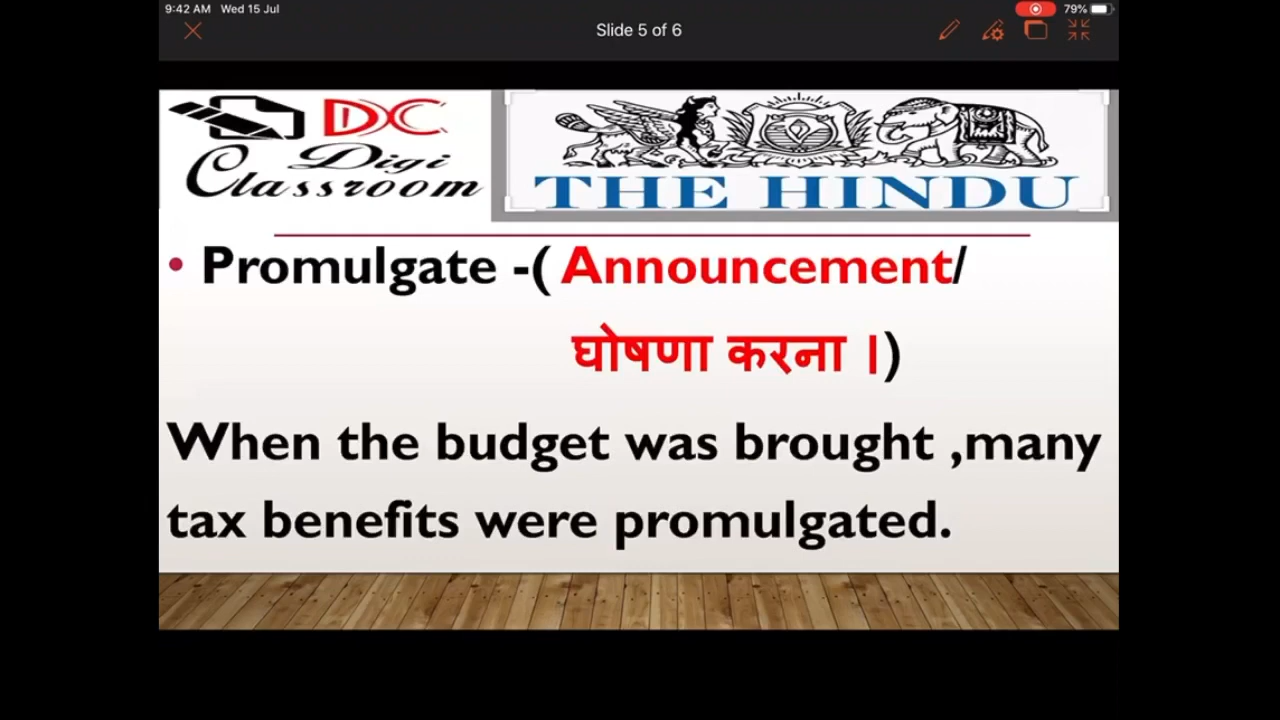 9:42 AM Wed 15 Jul
79%
Slide 5 of 6
DC
Digi
Classroom
THE HINDU
• Promulgate -( Announcement/
घोषणा करना ।)
When the budget was brought ,many
tax benefits were promulgated.